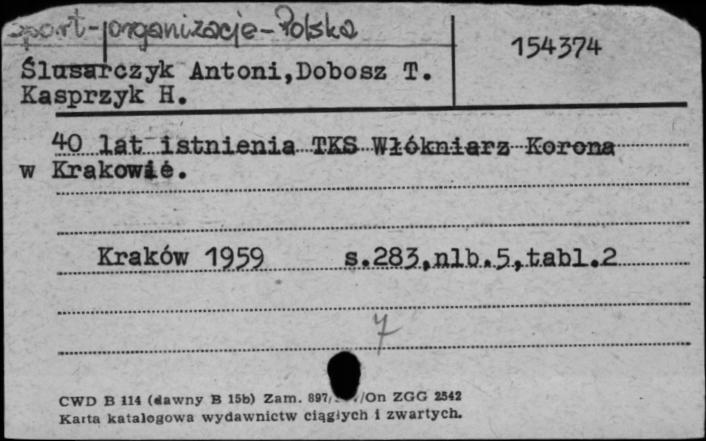 sport-organizacje-Polska
154374
Ślusarczyk Antoni,Dobosz T.
Kasprzyk H.
40 lat istnienia TKS Włókniarz Korona
w Krakowie.
Kraków 1959 s.283,nlb.5,tabl.2
7
CWD B 114 (dawny B 15b) Zam. 897/ /On ZGG 2542
Karta katalogowa wydawnictw ciągłych i zwartych.